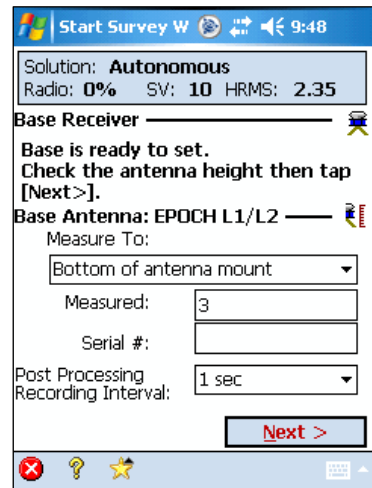 Start Survey W 9:48
Solution: Autonomous
Radio: 0% SV: 10 HRMS: 2.35
Base Receiver
Base is ready to set.
Check the antenna height then tap
[Next>].
Base Antenna: EPOCH L1/L2
Measure To:
Bottom of antenna mount
Measured: 3
Serial #:
Post Processing
Recording Interval: 1 sec
Next >